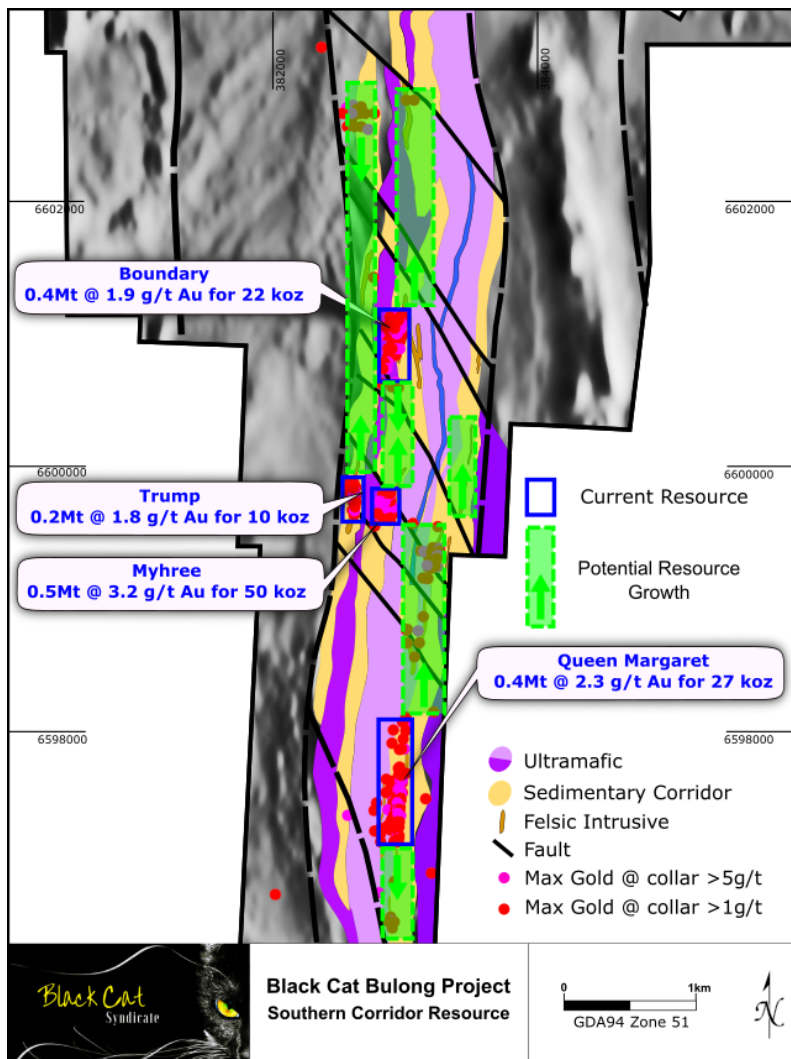 382000
384000
6602000
6602000
Boundary
0.4Mt @ 1.9 g/t Au for 22 koz
6600000
6600000
Trump
0.2Mt @ 1.8 g/t Au for 10 koz
Current Resource
Myhree
0.5Mt @ 3.2 g/t Au for 50 koz
Potential Resource
Growth
Queen Margaret
0.4Mt @ 2.3 g/t Au for 27 koz
6598000
6598000
Ultramafic
Sedimentary Corridor
Felsic Intrusive
Fault
Max Gold @ collar >5g/t
Max Gold @ collar >1g/t
Black Cat
Syndicate
Black Cat Bulong Project
Southern Corridor Resource
0 1km
GDA94 Zone 51
N